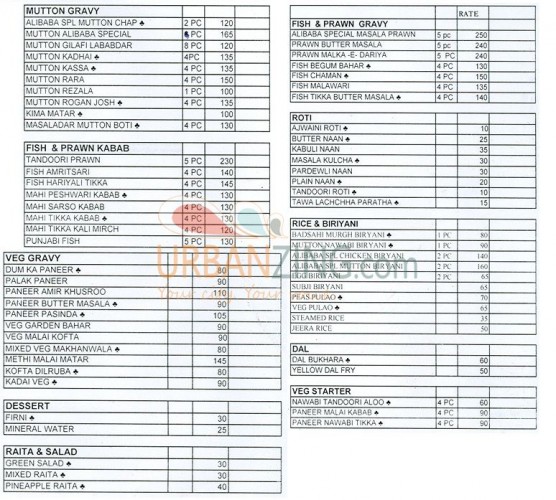 MUTTON GRAVY
ALIBABA SPL MUTTON CHAP ♣ 2 PC 120
MUTTON ALIBABA SPECIAL PC 165
MUTTON GILAFI LABABDAR 8 PC 120
MUTTON KADHAI ♣ 4PC 135
MUTTON KASSA ♣ 4 PC 135
MUTTON RARA 4 PC 150
MUTTON REZALA 1 PC 100
MUTTON ROGAN JOSH ♣ 4 PC 135
KIMA MATAR ♣ 100
MASALADAR MUTTON BOTI ♣ 4 PC 130
FISH & PRAWN KABAB
TANDOORI PRAWN 5 PC 230
FISH AMRITSARI 4 PC 140
FISH HARIYALI TIKKA 4 PC 145
MAHI PESHWARI KABAB ♣ 4 PC 130
MAHI SARSO KABAB 4 PC 130
MAHI TIKKA KABAB ♣ 4 PC 130
MAHI TIKKA KALI MIRCH 4 PC 120
PUNJABI FISH 5 PC 130
VEG GRAVY
DUM KA PANEER ♣ 80
PALAK PANEER 90
PANEER AMIR KHUSROO 110
PANEER BUTTER MASALA ♣ 90
PANEER PASINDA ♣ 105
VEG GARDEN BAHAR 90
VEG MALAI KOFTA 90
MIXED VEG MAKHANWALA ♣ 80
METHI MALAI MATAR 145
KOFTA DILRUBA ♣ 80
KADAI VEG ♣ 90
DESSERT
FIRNI ♣ 30
MINERAL WATER 25
RAITA & SALAD
GREEN SALAD ♣ 30
MIXED RAITA ♣ 30
PINEAPPLE RAITA ♣ 40
RATE
FISH & PRAWN GRAVY
ALIBABA SPECIAL MASALA PRAWN 5 pc 250
PRAWN BUTTER MASALA 5 pc 240
PRAWN MALKA -E- DARIYA 5 PC 240
FISH BEGUM BAHAR ♣ 4 PC 130
FISH CHAMAN ♣ 4 PC 150
FISH MALAWARI 4 PC 135
FISH TIKKA BUTTER MASALA ♣ 4 PC 140
ROTI
AJWAINI ROTI ♣ 10
BUTTER NAAN ♣ 25
KABULI NAAN 35
MASALA KULCHA ♣ 30
PARDEWLI NAAN 30
PLAIN NAAN ♣ 20
TANDOORI ROTI ♣ 10
TAWA LACHCHHA PARATHA ♣ 15
RICE & BIRIYANI
BADSAHI MURGH BIRYANI ♣ 1 PC 80
MUTTON NAWABI BIRYANI ♣ 1 PC 90
ALIBABA SPL CHICKEN BIRYANI 2 PC 140
ALIBABA SPL MUTTON BIRYANI 2 PC 160
EGG BIRIYANI ♣ 2 PC 65
SUBJI BIRIYANI 65
PEAS PULAO ♣ 70
VEG PULAO ♣ 65
STEAMED RICE 35
JEERA RICE 50
DAL
DAL BUKHARA ♣ 60
YELLOW DAL FRY 50
VEG STARTER
NAWABI TANDOORI ALOO ♣ 4 PC 60
PANEER MALAI KABAB ♣ 4 PC 90
PANEER NAWABI TIKKA ♣ 4 PC 90
URBANZING.com